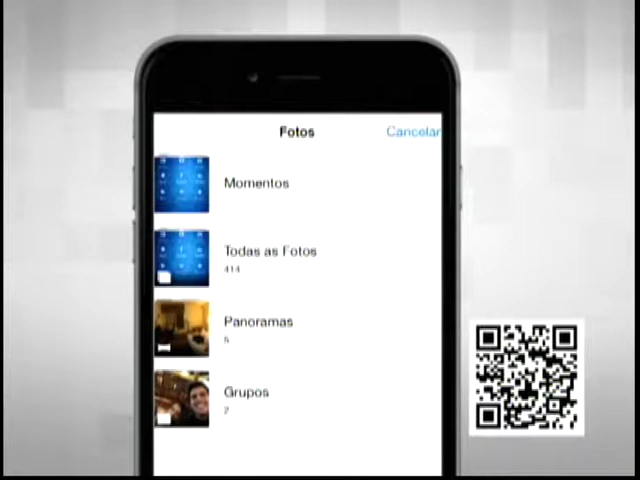 Fotos
Cancelar
Momentos
Todas as Fotos
414
Panoramas
5
Grupos
2